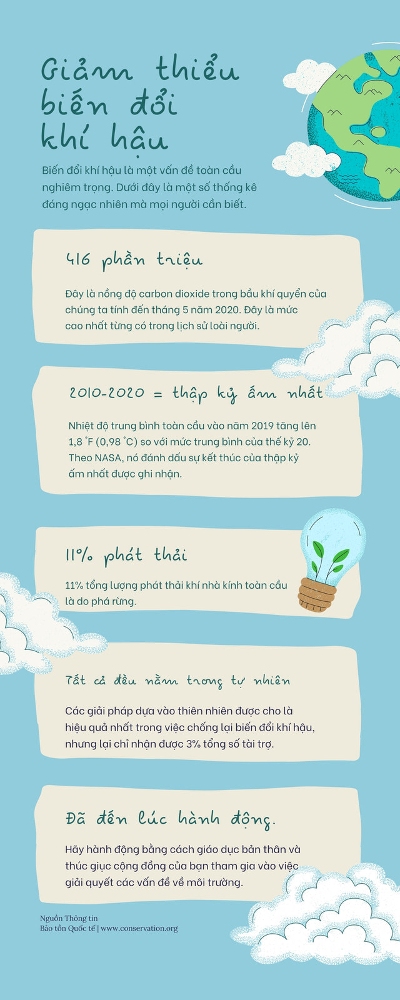 Giảm thiểu
biến đổi
khí hậu
Biến đổi khí hậu là một vấn đề toàn cầu
nghiêm trọng. Dưới đây là một số thống kê
đáng ngạc nhiên mà mọi người cần biết.
416 phần triệu
Đây là nồng độ carbon dioxide trong bầu khí quyển của
chúng ta tính đến tháng 5 năm 2020. Đây là mức
cao nhất từng có trong lịch sử loài người.
2010-2020 = thập kỷ ấm nhất
Nhiệt độ trung bình toàn cầu vào năm 2019 tăng lên
1,8 °F (0,98 °C) so với mức trung bình của thế kỷ 20.
Theo NASA, nó đánh dấu sự kết thúc của thập kỷ
ấm nhất được ghi nhận.
11% phát thải
11% tổng lượng phát thải khí nhà kính toàn cầu
là do phá rừng.
Tất cả đều nằm trong tự nhiên
Các giải pháp dựa vào thiên nhiên được cho là
hiệu quả nhất trong việc chống lại biến đổi khí hậu,
nhưng lại chỉ nhận được 3% tổng số tài trợ.
Đã đến lúc hành động.
Hãy hành động bằng cách giáo dục bản thân và
thúc giục cộng đồng của bạn tham gia vào việc
giải quyết các vấn đề về môi trường.
Nguồn Thông tin
Bảo tồn Quốc tế | www.conservation.org